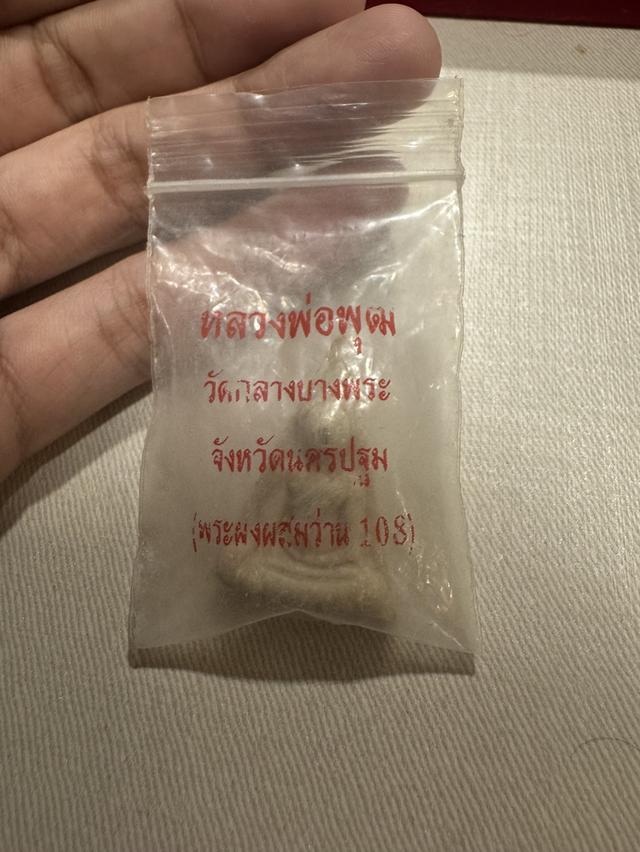 หลวงพ่อพุฒ
วัดกลางบางพระ
จังหวัดนครปฐม
(พระผงผสมว่าน 108)